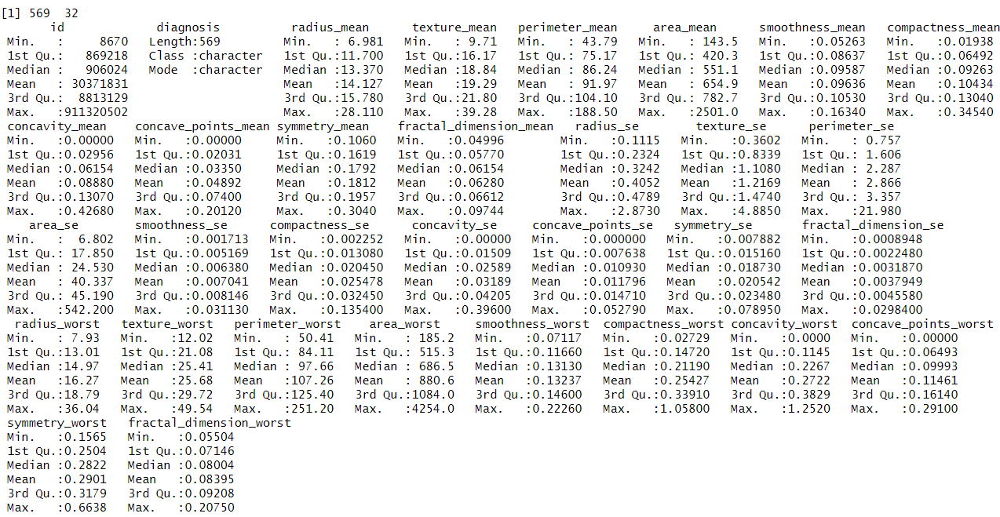 [1] 569  32
       id             diagnosis          radius_mean      texture_mean   perimeter_mean     area_mean      smoothness_mean   compactness_mean
 Min.   :     8670   Length:569         Min.   : 6.981   Min.   : 9.71   Min.   : 43.79   Min.   : 143.5   Min.   :0.05263   Min.   :0.01938
 1st Qu.:   869218   Class :character   1st Qu.:11.700   1st Qu.:16.17   1st Qu.: 75.17   1st Qu.: 420.3   1st Qu.:0.08637   1st Qu.:0.06492
 Median :   906024   Mode  :character   Median :13.370   Median :18.84   Median : 86.24   Median : 551.1   Median :0.09587   Median :0.09263
 Mean   : 30371831                      Mean   :14.127   Mean   :19.29   Mean   : 91.97   Mean   : 654.9   Mean   :0.09636   Mean   :0.10434
 3rd Qu.:  8813129                      3rd Qu.:15.780   3rd Qu.:21.80   3rd Qu.:104.10   3rd Qu.: 782.7   3rd Qu.:0.10530   3rd Qu.:0.13040
 Max.   :911320502                      Max.   :28.110   Max.   :39.28   Max.   :188.50   Max.   :2501.0   Max.   :0.16340   Max.   :0.34540
 concavity_mean    concave_points_mean symmetry_mean    fractal_dimension_mean   radius_se       texture_se      perimeter_se
 Min.   :0.00000   Min.   :0.00000     Min.   :0.1060   Min.   :0.04996        Min.   :0.1115   Min.   :0.3602   Min.   : 0.757
 1st Qu.:0.02956   1st Qu.:0.02031     1st Qu.:0.1619   1st Qu.:0.05770        1st Qu.:0.2324   1st Qu.:0.8339   1st Qu.: 1.606
 Median :0.06154   Median :0.03350     Median :0.1792   Median :0.06154        Median :0.3242   Median :1.1080   Median : 2.287
 Mean   :0.08880   Mean   :0.04892     Mean   :0.1812   Mean   :0.06280        Mean   :0.4052   Mean   :1.2169   Mean   : 2.866
 3rd Qu.:0.13070   3rd Qu.:0.07400     3rd Qu.:0.1957   3rd Qu.:0.06612        3rd Qu.:0.4789   3rd Qu.:1.4740   3rd Qu.: 3.357
 Max.   :0.42680   Max.   :0.20120     Max.   :0.3040   Max.   :0.09744        Max.   :2.8730   Max.   :4.8850   Max.   :21.980
    area_se        smoothness_se      compactness_se      concavity_se     concave_points_se   symmetry_se       fractal_dimension_se
 Min.   :  6.802   Min.   :0.001713   Min.   :0.002252   Min.   :0.00000   Min.   :0.000000   Min.   :0.007882   Min.   :0.0008948
 1st Qu.: 17.850   1st Qu.:0.005169   1st Qu.:0.013080   1st Qu.:0.01509   1st Qu.:0.007638   1st Qu.:0.015160   1st Qu.:0.0022480
 Median : 24.530   Median :0.006380   Median :0.020450   Median :0.02589   Median :0.010930   Median :0.018730   Median :0.0031870
 Mean   : 40.337   Mean   :0.007041   Mean   :0.025478   Mean   :0.03189   Mean   :0.011796   Mean   :0.020542   Mean   :0.0037949
 3rd Qu.: 45.190   3rd Qu.:0.008146   3rd Qu.:0.032450   3rd Qu.:0.04205   3rd Qu.:0.014710   3rd Qu.:0.023480   3rd Qu.:0.0045580
 Max.   :542.200   Max.   :0.031130   Max.   :0.135400   Max.   :0.39600   Max.   :0.052790   Max.   :0.078950   Max.   :0.0298400
  radius_worst   texture_worst   perimeter_worst    area_worst     smoothness_worst  compactness_worst concavity_worst  concave_points_worst
 Min.   : 7.93   Min.   :12.02   Min.   : 50.41   Min.   : 185.2   Min.   :0.07117   Min.   :0.02729   Min.   :0.0000   Min.   :0.00000
 1st Qu.:13.01   1st Qu.:21.08   1st Qu.: 84.11   1st Qu.: 515.3   1st Qu.:0.11660   1st Qu.:0.14720   1st Qu.:0.1145   1st Qu.:0.06493
 Median :14.97   Median :25.41   Median : 97.66   Median : 686.5   Median :0.13130   Median :0.21190   Median :0.2267   Median :0.09993
 Mean   :16.27   Mean   :25.68   Mean   :107.26   Mean   : 880.6   Mean   :0.13237   Mean   :0.25427   Mean   :0.2722   Mean   :0.11461
 3rd Qu.:18.79   3rd Qu.:29.72   3rd Qu.:125.40   3rd Qu.:1084.0   3rd Qu.:0.14600   3rd Qu.:0.33910   3rd Qu.:0.3829   3rd Qu.:0.16140
 Max.   :36.04   Max.   :49.54   Max.   :251.20   Max.   :4254.0   Max.   :0.22260   Max.   :1.05800   Max.   :1.2520   Max.   :0.29100
 symmetry_worst   fractal_dimension_worst
 Min.   :0.1565   Min.   :0.05504
 1st Qu.:0.2504   1st Qu.:0.07146
 Median :0.2822   Median :0.08004
 Mean   :0.2901   Mean   :0.08395
 3rd Qu.:0.3179   3rd Qu.:0.09208
 Max.   :0.6638   Max.   :0.20750